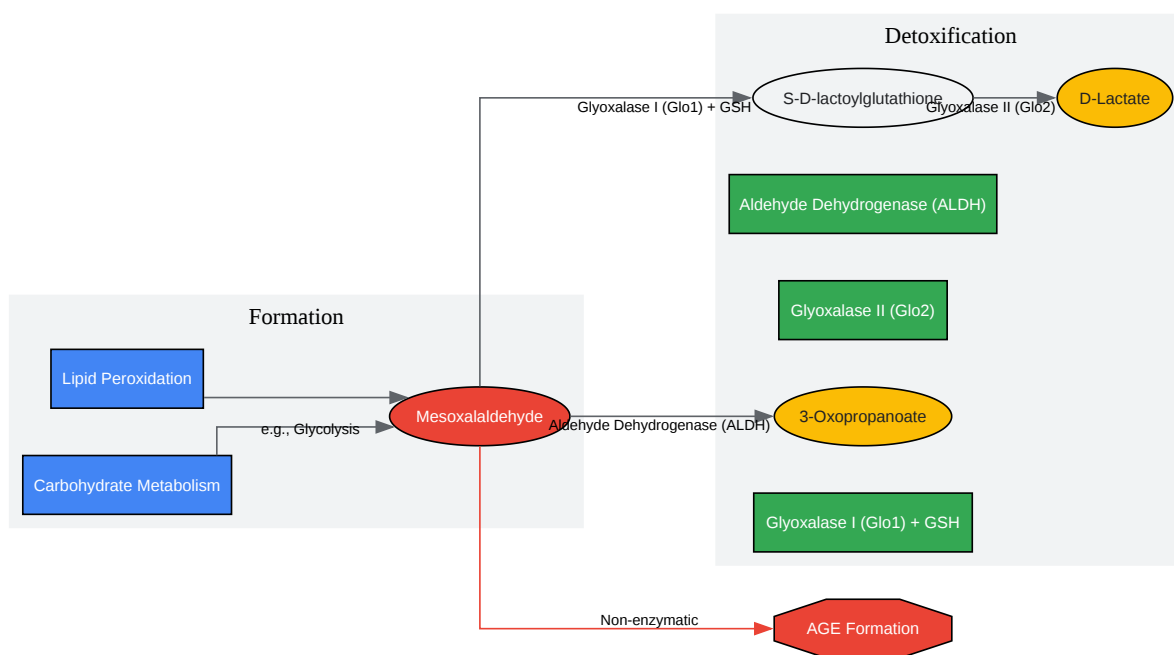 Detoxification
Glyoxalase I (Glo1) + GSH
S-D-lactoylglutathione
Glyoxalase II (Glo2)
D-Lactate
Aldehyde Dehydrogenase (ALDH)
Glyoxalase II (Glo2)
Formation
Lipid Peroxidation
Mesoxalaldehyde
Aldehyde Dehydrogenase (ALDH)
3-Oxopropanoate
e.g., Glycolysis
Carbohydrate Metabolism
Glyoxalase I (Glo1) + GSH
Non-enzymatic
AGE Formation